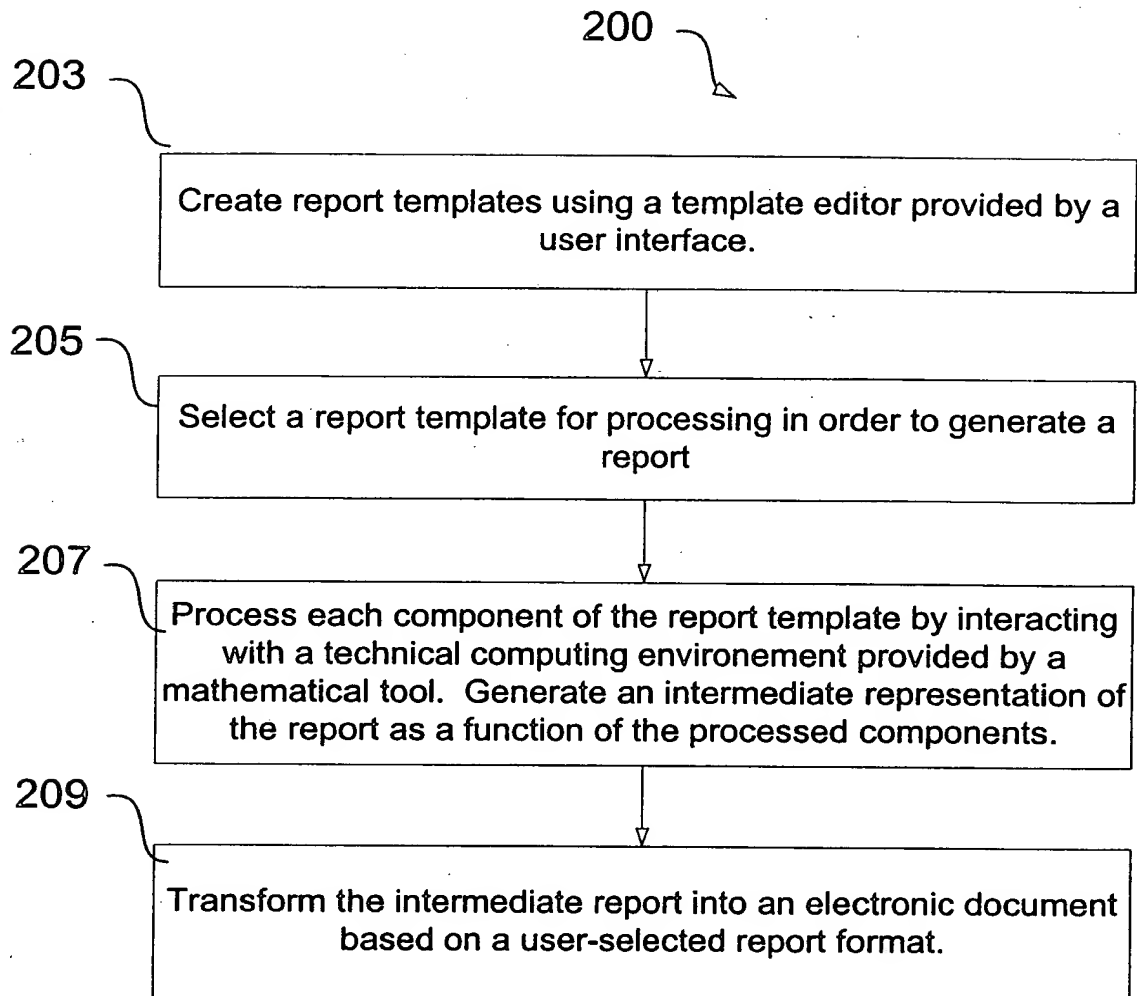 200
203
Create report templates using a template editor provided by a
user interface.
205
Select a report template for processing in order to generate a
report
207
Process each component of the report template by interacting
with a technical computing environement provided by a
mathematical tool. Generate an intermediate representation of
the report as a function of the processed components.
209
Transform the intermediate report into an electronic document
based on a user-selected report format.